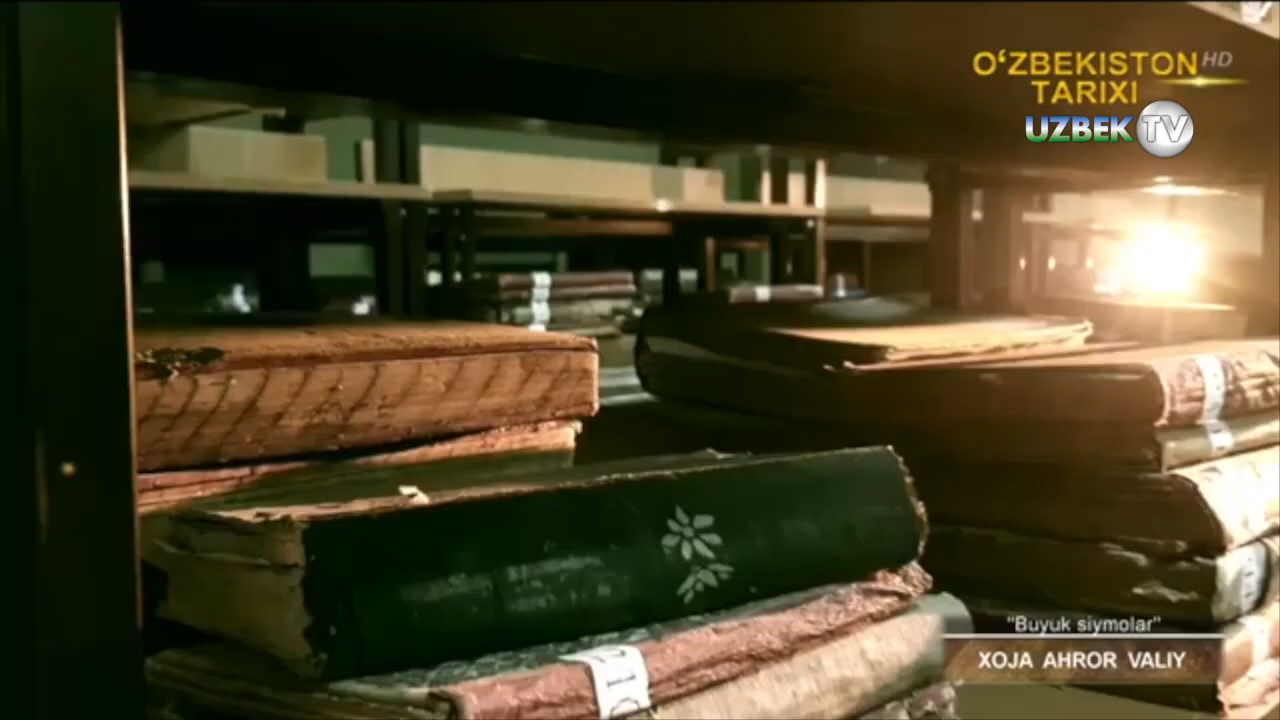 O‘ZBEKISTON HD
TARIXI
UZBEK TV
"Buyuk siymolar"
XOJA AHROR VALIY